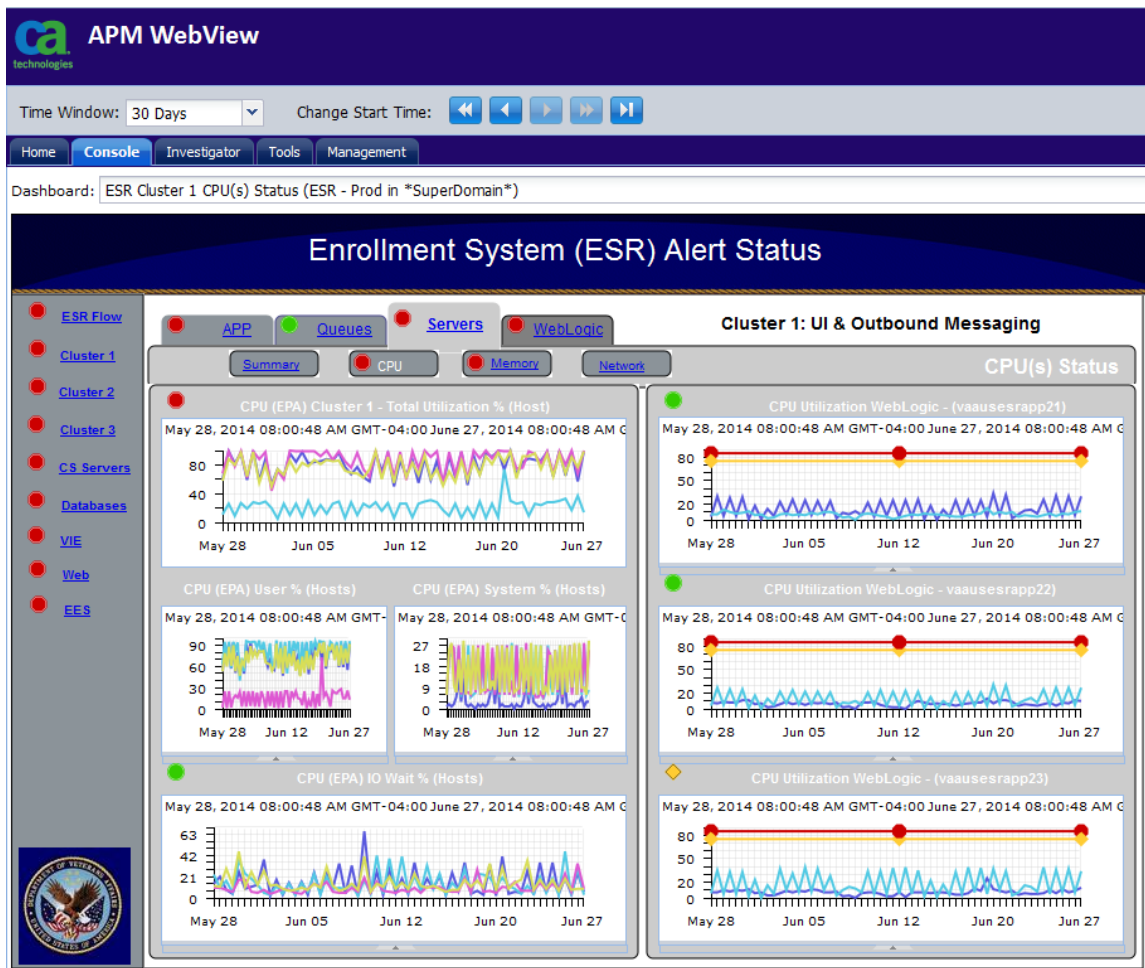 ca technologies
APM WebView
Time Window: 30 Days Change Start Time:
Home Console Investigator Tools Management
Dashboard: ESR Cluster 1 CPU(s) Status (ESR - Prod in *SuperDomain*)
Enrollment System (ESR) Alert Status
ESR Flow
Cluster 1
Cluster 2
Cluster 3
CS Servers
Databases
VIE
Web
EES
APP Queues Servers WebLogic
Cluster 1: UI & Outbound Messaging
Summary CPU Memory Network
CPU(s) Status
CPU (EPA) Cluster 1 - Total Utilization % (Host)
May 28, 2014 08:00:48 AM GMT-04:00 June 27, 2014 08:00:48 AM G
80
40
0
May 28 Jun 05 Jun 12 Jun 20 Jun 27
CPU (EPA) User % (Hosts)
May 28, 2014 08:00:48 AM GMT-
90
60
30
0
May 28 Jun 12 Jun 27
CPU (EPA) System % (Hosts)
May 28, 2014 08:00:48 AM GMT-0
27
18
9
0
May 28 Jun 12 Jun 27
CPU (EPA) IO Wait % (Hosts)
May 28, 2014 08:00:48 AM GMT-04:00 June 27, 2014 08:00:48 AM G
63
42
21
0
May 28 Jun 05 Jun 12 Jun 20 Jun 27
CPU Utilization WebLogic - (vaausesrapp21)
May 28, 2014 08:00:48 AM GMT-04:00 June 27, 2014 08:00:48 AM G
80
50
20
0
May 28 Jun 05 Jun 12 Jun 20 Jun 27
CPU Utilization WebLogic - vaausesrapp22)
May 28, 2014 08:00:48 AM GMT-04:00 June 27, 2014 08:00:48 AM G
80
50
20
0
May 28 Jun 05 Jun 12 Jun 20 Jun 27
CPU Utilization WebLogic - (vaausesrapp23)
May 28, 2014 08:00:48 AM GMT-04:00 June 27, 2014 08:00:48 AM G
80
50
20
0
May 28 Jun 05 Jun 12 Jun 20 Jun 27
DEPARTMENT OF VETERANS AFFAIRS
UNITED STATES OF AMERICA